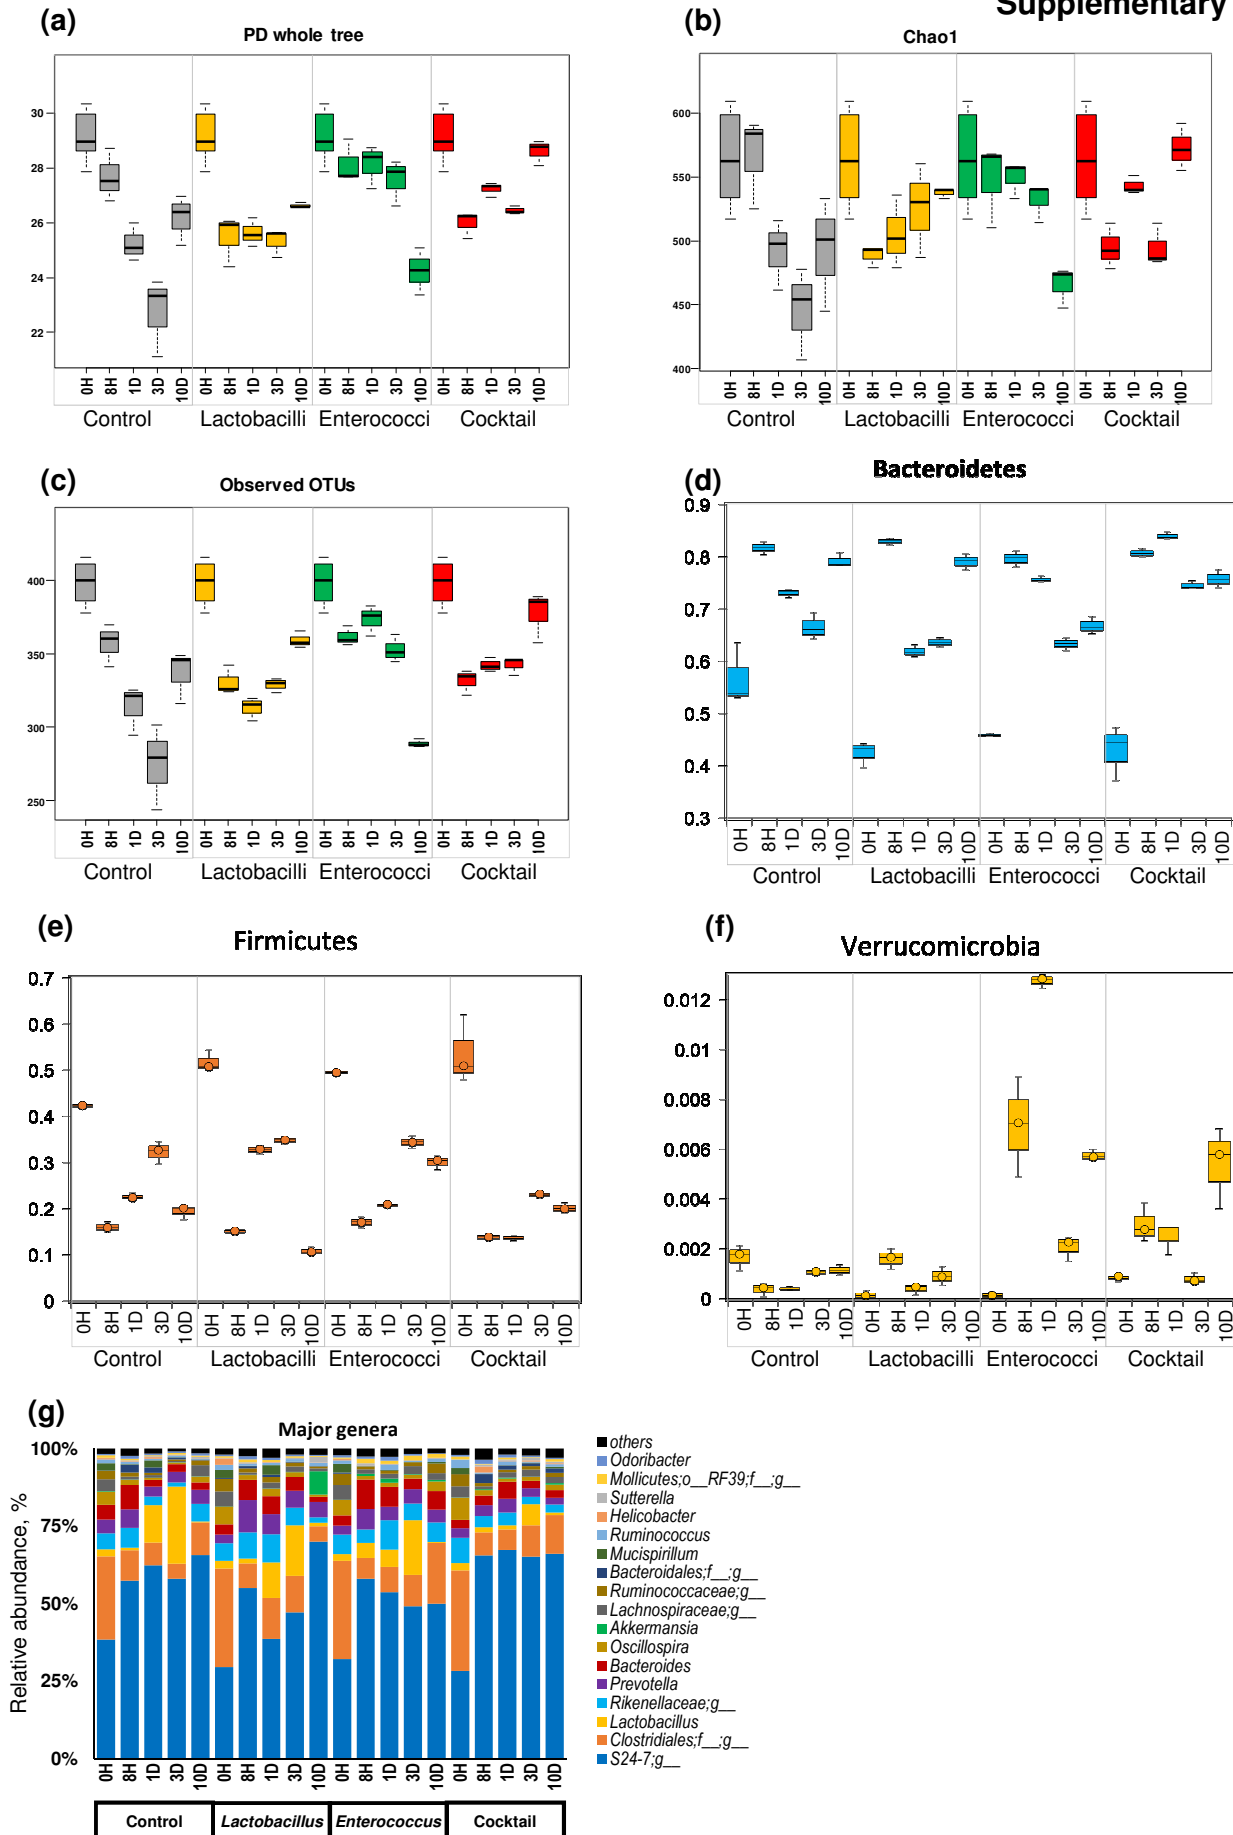 Supplementary
(a)
PD whole tree
30
28
26
24
22
0H 8H 1D 3D 10D 0H 8H 1D 3D 10D 0H 8H 1D 3D 10D 0H 8H 1D 3D 10D
Control Lactobacilli Enterococci Cocktail
(b)
Chao1
600
550
500
450
400
0H 8H 1D 3D 10D 0H 8H 1D 3D 10D 0H 8H 1D 3D 10D 0H 8H 1D 3D 10D
Control Lactobacilli Enterococci Cocktail
(c)
Observed OTUs
400
350
300
250
0H 8H 1D 3D 10D 0H 8H 1D 3D 10D 0H 8H 1D 3D 10D 0H 8H 1D 3D 10D
Control Lactobacilli Enterococci Cocktail
(d)
Bacteroidetes
0.9
0.8
0.7
0.6
0.5
0.4
0.3
0H 8H 1D 3D 10D 0H 8H 1D 3D 10D 0H 8H 1D 3D 10D 0H 8H 1D 3D 10D
Control Lactobacilli Enterococci Cocktail
(e)
Firmicutes
0.7
0.6
0.5
0.4
0.3
0.2
0.1
0
0H 8H 1D 3D 10D 0H 8H 1D 3D 10D 0H 8H 1D 3D 10D 0H 8H 1D 3D 10D
Control Lactobacilli Enterococci Cocktail
(f)
Verrucomicrobia
0.012
0.01
0.008
0.006
0.004
0.002
0
0H 8H 1D 3D 10D 0H 8H 1D 3D 10D 0H 8H 1D 3D 10D 0H 8H 1D 3D 10D
Control Lactobacilli Enterococci Cocktail
(g)
Major genera
Relative abundance, %
100%
75%
50%
25%
0%
0H 8H 1D 3D 10D 0H 8H 1D 3D 10D 0H 8H 1D 3D 10D 0H 8H 1D 3D 10D
Control Lactobacillus Enterococcus Cocktail
others
Odoribacter
Mollicutes;o__RF39;f__;g__
Sutterella
Helicobacter
Ruminococcus
Mucispirillum
Bacteroidales;f__;g__
Ruminococcaceae;g__
Lachnospiraceae;g__
Akkermansia
Oscillospira
Bacteroides
Prevotella
Rikenellaceae;g__
Lactobacillus
Clostridiales;f__;g__
S24-7;g__